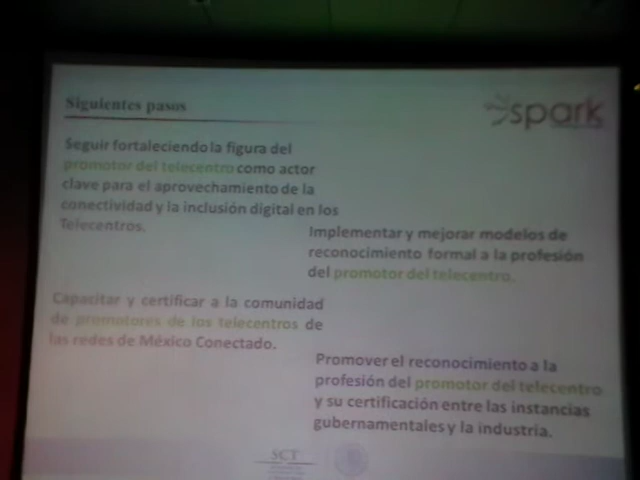 Siguientes pasos
spark
Seguir fortaleciendo la figura del
promotor del telecentro como actor
clave para el aprovechamiento de la
conectividad y la inclusión digital en los
Telecentros.
Implementar y mejorar modelos de
reconocimiento formal a la profesión
del promotor del telecentro.
Capacitar y certificar a la comunidad
de promotores de los telecentros de
las redes de México Conectado.
Promover el reconocimiento a la
profesión del promotor del telecentro
y su certificación entre las instancias
gubernamentales y la industria.
SCT